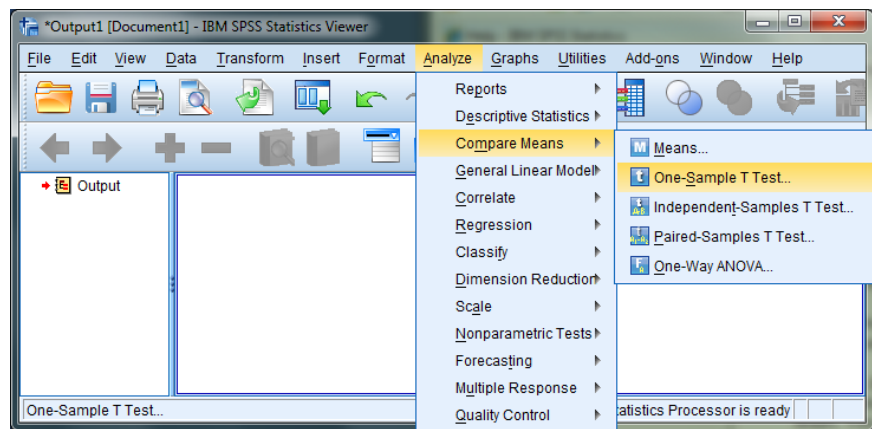 *Output1 [Document1] - IBM SPSS Statistics Viewer
File Edit View Data Transform Insert Format Analyze Graphs Utilities Add-ons Window Help
Reports
Descriptive Statistics
Compare Means
General Linear Model
Correlate
Regression
Classify
Dimension Reduction
Scale
Nonparametric Tests
Forecasting
Multiple Response
Quality Control
M Means...
t One-Sample T Test...
Independent-Samples T Test...
Paired-Samples T Test...
One-Way ANOVA...
Output
One-Sample T Test...
tatistics Processor is ready